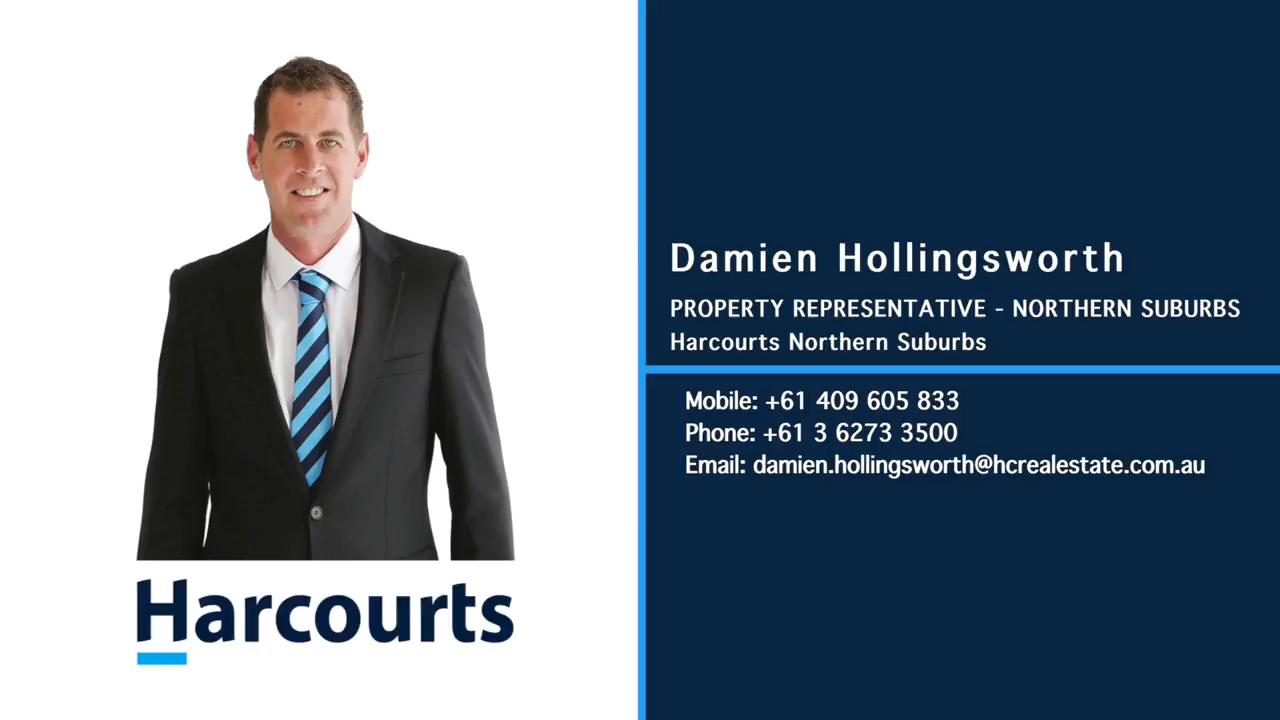 Harcourts
Damien Hollingsworth
PROPERTY REPRESENTATIVE - NORTHERN SUBURBS
Harcourts Northern Suburbs
Mobile: +61 409 605 833
Phone: +61 3 6273 3500
Email: damien.hollingsworth@hcrealestate.com.au